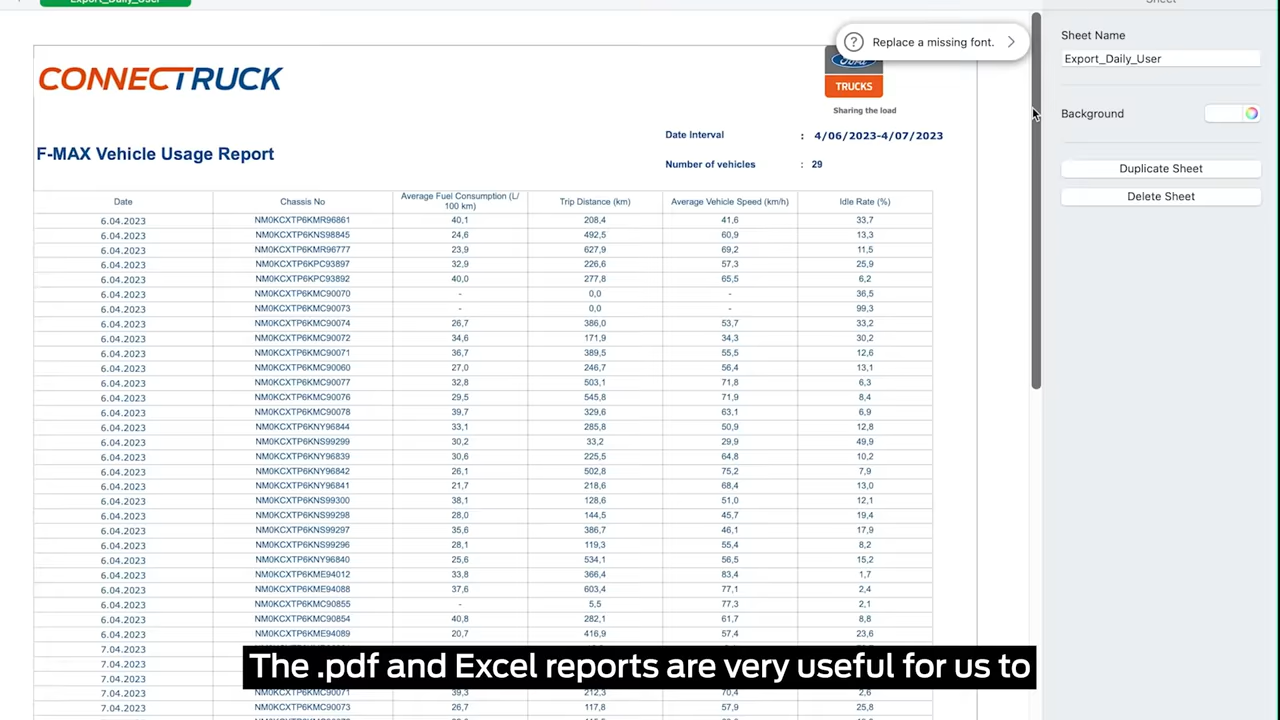 Export_Daily_User
Sheet
Replace a missing font.
Sheet Name
Export_Daily_User
Background
Duplicate Sheet
Delete Sheet
CONNECTRUCK
Ford
TRUCKS
Sharing the load
Date Interval : 4/06/2023-4/07/2023
F-MAX Vehicle Usage Report
Number of vehicles : 29
Date Chassis No Average Fuel Consumption (L/ Trip Distance (km) Average Vehicle Speed (km/h) Idle Rate (%)
100 km)
6.04.2023 NM0KCXTP6KMR96861 40,1 208,4 41,6 33,7
6.04.2023 NM0KCXTP6KNS98845 24,6 492,5 60,9 13,3
6.04.2023 NM0KCXTP6KMR96777 23,9 627,9 69,2 11,5
6.04.2023 NM0KCXTP6KPC93897 32,9 226,6 57,3 25,9
6.04.2023 NM0KCXTP6KPC93892 40,0 277,8 65,5 6,2
6.04.2023 NM0KCXTP6KMC90070 - 0,0 - 36,5
6.04.2023 NM0KCXTP6KMC90073 - 0,0 - 99,3
6.04.2023 NM0KCXTP6KMC90074 26,7 386,0 53,7 33,2
6.04.2023 NM0KCXTP6KMC90072 34,6 171,9 34,3 30,2
6.04.2023 NM0KCXTP6KMC90071 36,7 389,5 55,5 12,6
6.04.2023 NM0KCXTP6KMC90060 27,0 246,7 56,4 13,1
6.04.2023 NM0KCXTP6KMC90077 32,8 503,1 71,8 6,3
6.04.2023 NM0KCXTP6KMC90076 29,5 545,8 71,9 8,4
6.04.2023 NM0KCXTP6KMC90078 39,7 329,6 63,1 6,9
6.04.2023 NM0KCXTP6KNY96844 33,1 285,8 50,9 12,8
6.04.2023 NM0KCXTP6KNS99299 30,2 33,2 29,9 49,9
6.04.2023 NM0KCXTP6KNY96839 30,6 225,5 64,8 10,2
6.04.2023 NM0KCXTP6KNY96842 26,1 502,8 75,2 7,9
6.04.2023 NM0KCXTP6KNY96841 21,7 218,6 68,4 13,0
6.04.2023 NM0KCXTP6KNS99300 38,1 128,6 51,0 12,1
6.04.2023 NM0KCXTP6KNS99298 28,0 144,5 45,7 19,4
6.04.2023 NM0KCXTP6KNS99297 35,6 386,7 46,1 17,9
6.04.2023 NM0KCXTP6KNS99296 28,1 119,3 55,4 8,2
6.04.2023 NM0KCXTP6KNY96840 25,6 534,1 56,5 15,2
6.04.2023 NM0KCXTP6KME94012 33,8 366,4 83,4 1,7
6.04.2023 NM0KCXTP6KME94088 37,6 603,4 77,1 2,4
6.04.2023 NM0KCXTP6KMC90855 - 5,5 77,3 2,1
6.04.2023 NM0KCXTP6KMC90854 40,8 282,1 61,7 8,8
6.04.2023 NM0KCXTP6KME94089 20,7 416,9 57,4 23,6
7.04.2023
7.04.2023
The .pdf and Excel reports are very useful for us to
7.04.2023
7.04.2023 NM0KCXTP6KMC90071 39,3 212,3 70,4 2,6
7.04.2023 NM0KCXTP6KMC90073 26,7 117,8 57,9 25,8